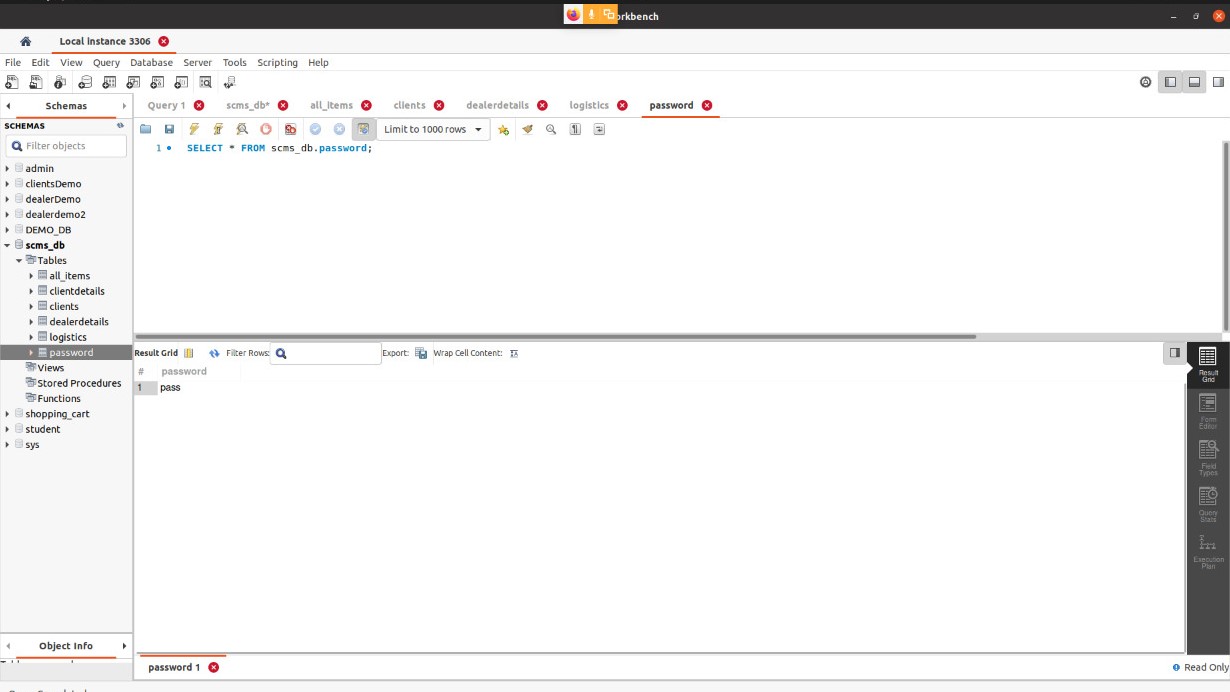 orkbench
Local instance 3306
File Edit View Query Database Server Tools Scripting Help
Schemas
Query 1 scms_db* all_items clients dealerdetails logistics password
SCHEMAS
Filter objects
Limit to 1000 rows
1 SELECT * FROM scms_db.password;
admin
clientsDemo
dealerDemo
dealerdemo2
DEMO_DB
scms_db
Tables
all_items
clientdetails
clients
dealerdetails
logistics
password
Views
Stored Procedures
Functions
shopping_cart
student
sys
Result Grid Filter Rows: Export: Wrap Cell Content:
# password
1 pass
Result
Grid
Form
Editor
Field
Types
Query
Stats
Execution
Plan
Object Info
password 1
Read Only